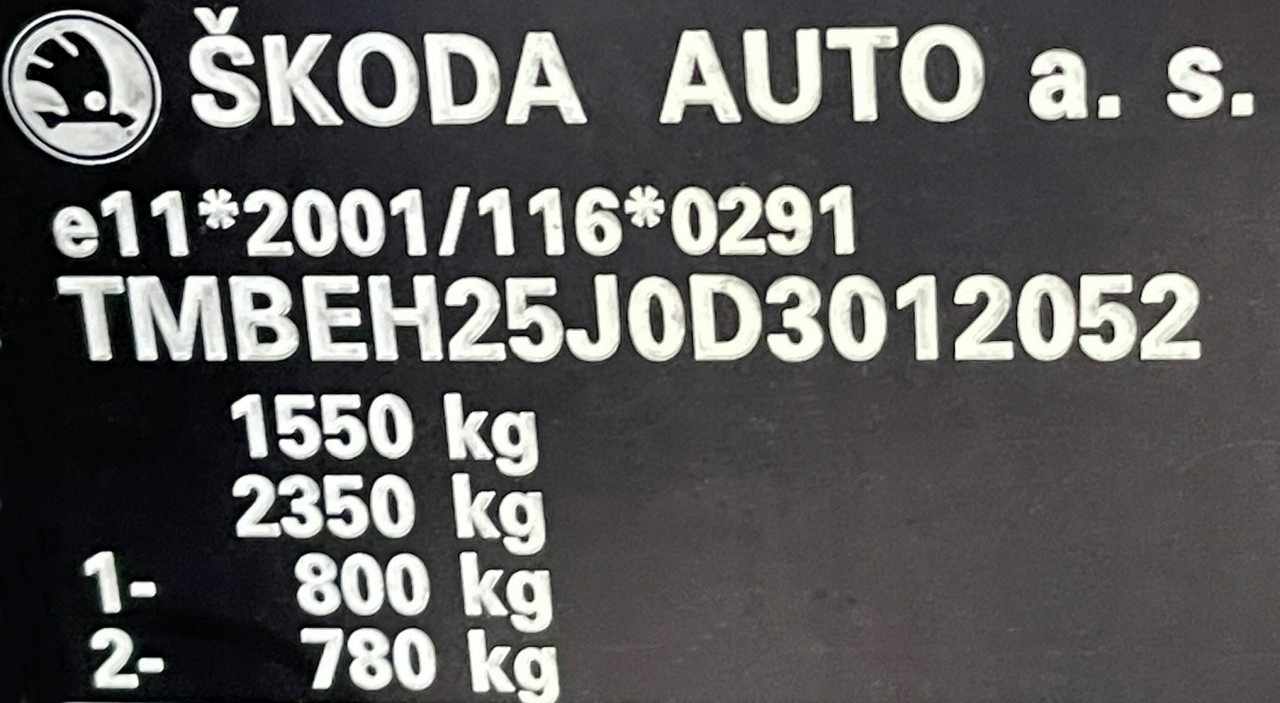 ŠKODA AUTO a. s.
e11*2001/116*0291
TMBEH25J0D3012052
1550 kg
2350 kg
1- 800 kg
2- 780 kg